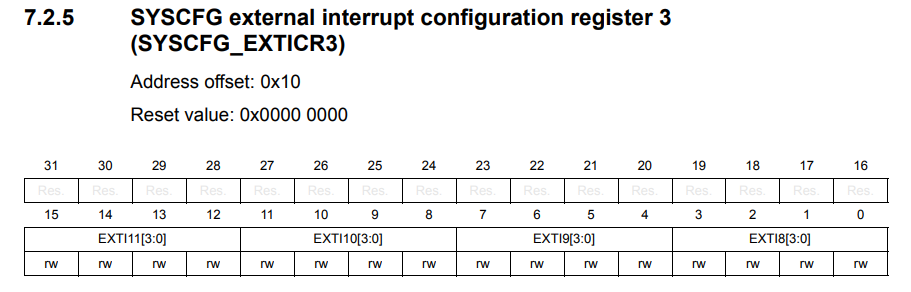 7.2.5 SYSCFG external interrupt configuration register 3
(SYSCFG_EXTICR3)
Address offset: 0x10
Reset value: 0x0000 0000
31 30 29 28 27 26 25 24 23 22 21 20 19 18 17 16
Res. Res. Res. Res. Res. Res. Res. Res. Res. Res. Res. Res. Res. Res. Res. Res.
15 14 13 12 11 10 9 8 7 6 5 4 3 2 1 0
EXTI11[3:0] EXTI10[3:0] EXTI9[3:0] EXTI8[3:0]
rw rw rw rw rw rw rw rw rw rw rw rw rw rw rw rw